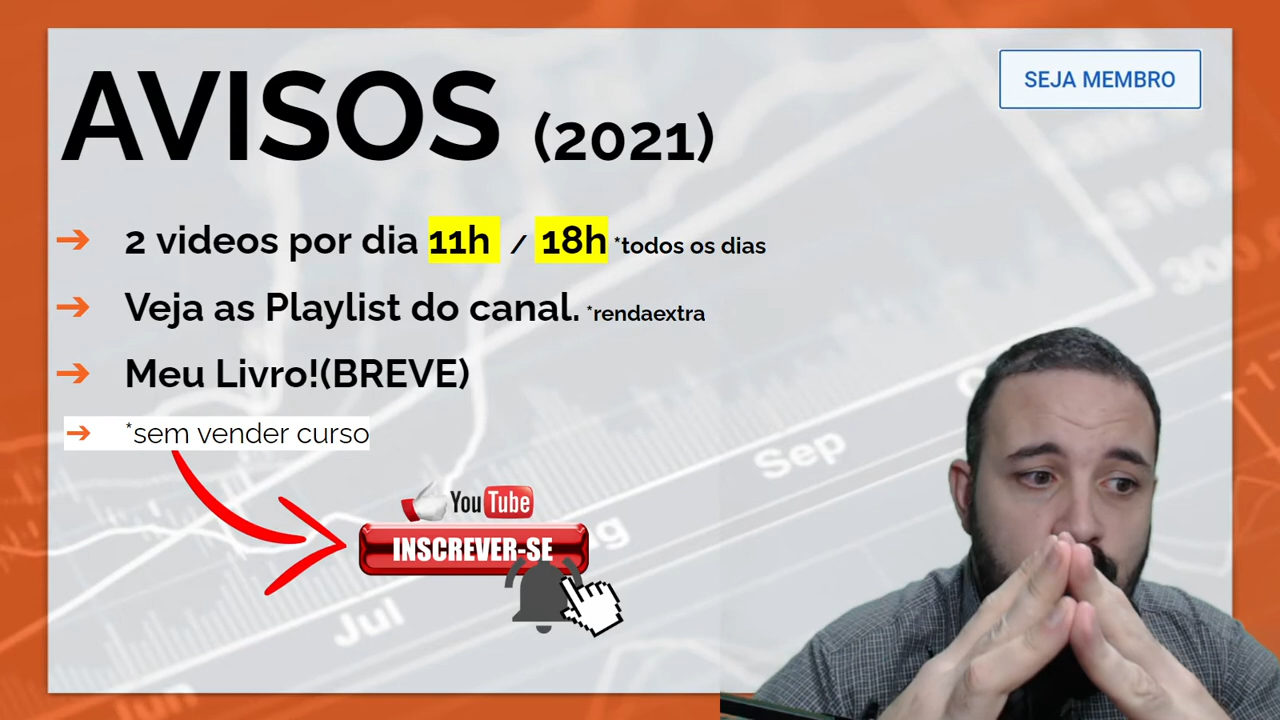 AVISOS (2021)
SEJA MEMBRO
➔ 2 videos por dia 11h / 18h *todos os dias
➔ Veja as Playlist do canal. *rendaextra
➔ Meu Livro!(BREVE)
➔ *sem vender curso
YouTube
INSCREVER-SE
Sep
Jul
Jun